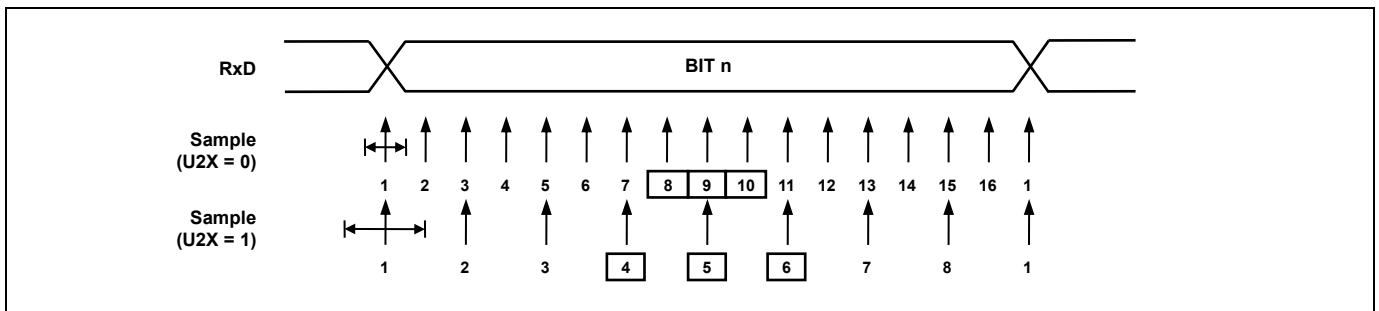 RxD
BIT n
Sample
(U2X = 0)
1 2 3 4 5 6 7 8 9 10 11 12 13 14 15 16 1
Sample
(U2X = 1)
1 2 3 4 5 6 7 8 1